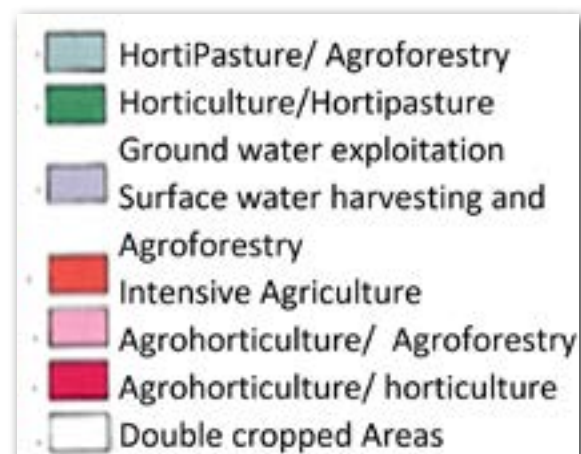 HortiPasture/ Agroforestry
Horticulture/Hortipasture
Ground water exploitation
Surface water harvesting and
Agroforestry
Intensive Agriculture
Agrohorticulture/ Agroforestry
Agrohorticulture/ horticulture
Double cropped Areas